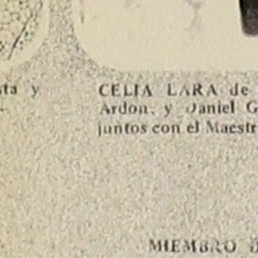 ta y
CELIA LARA de
Ardon, y Daniel G
juntos con el Maestr
MIEMBRO D